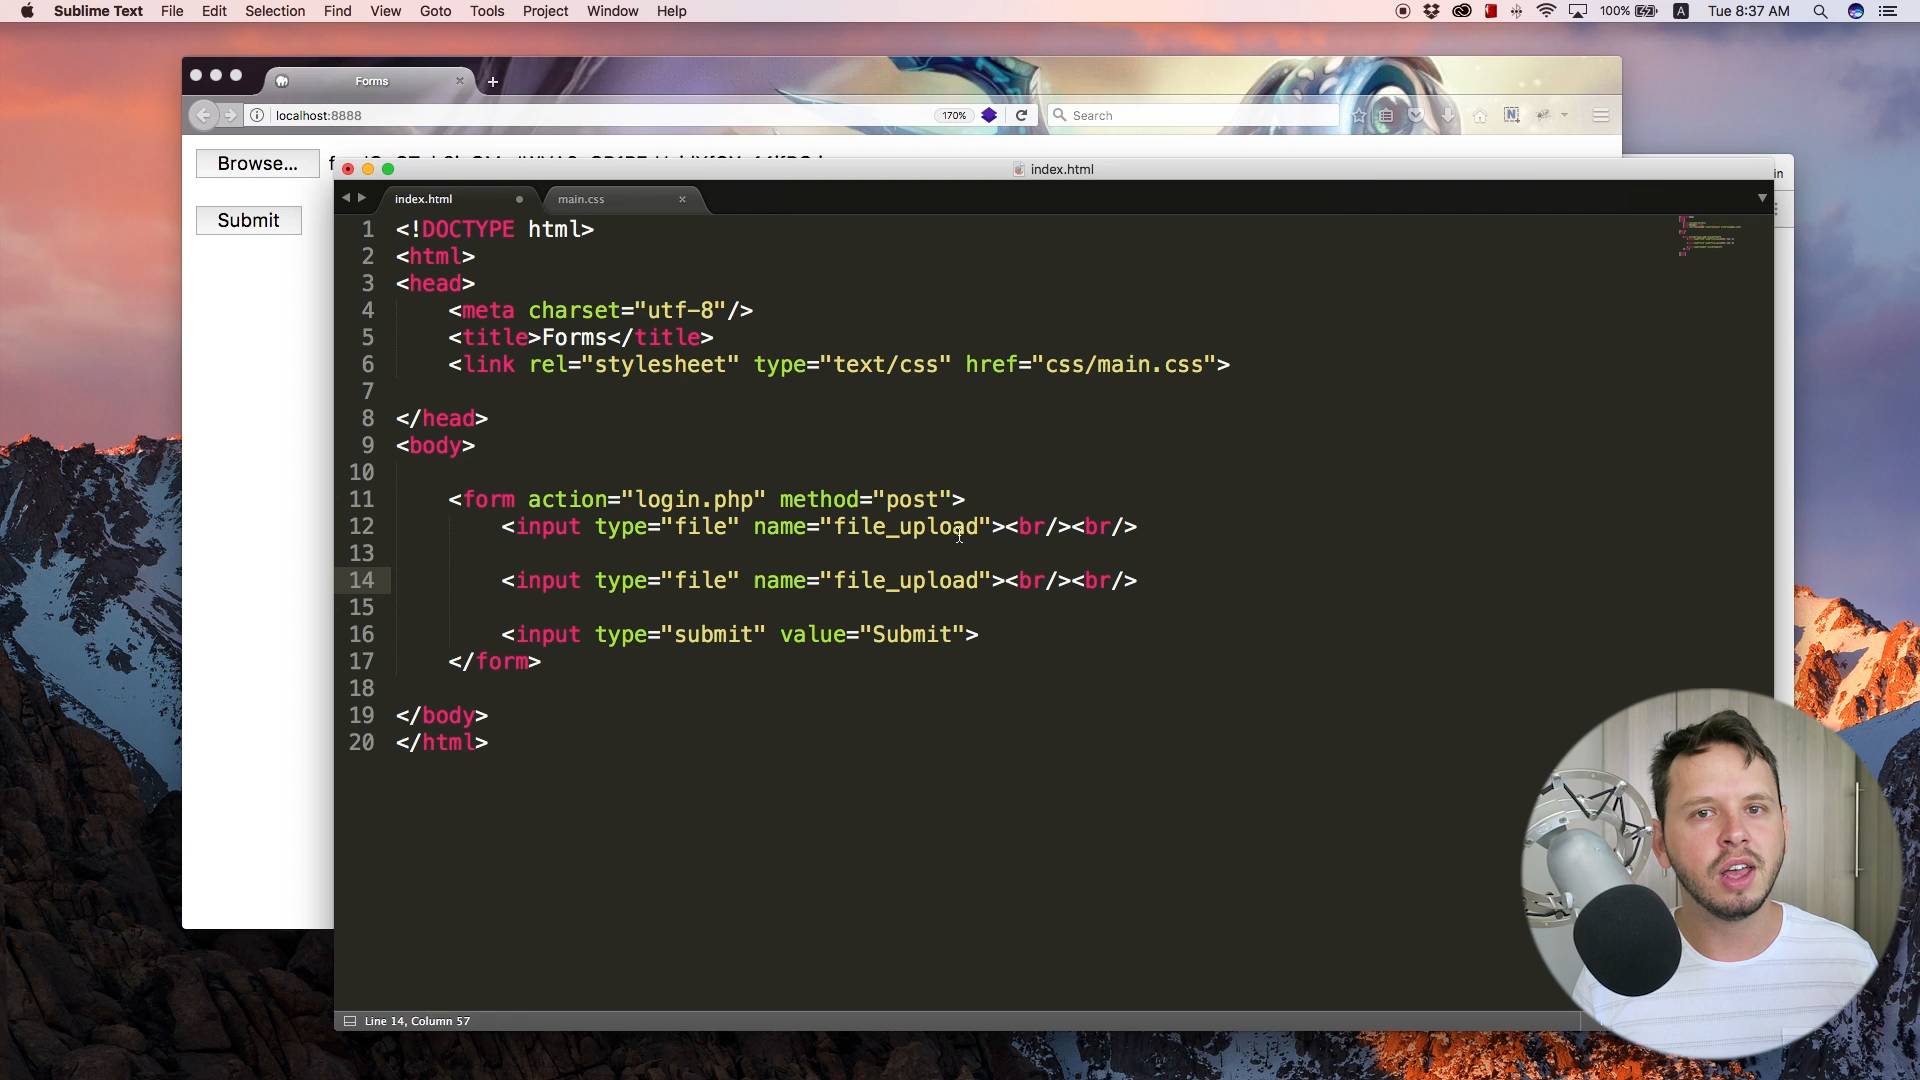 Sublime Text File Edit Selection Find View Goto Tools Project Window Help 100% A Tue 8:37 AM
Forms
localhost:8888 170% Search
Browse...
Submit
index.html
index.html main.css
1 <!DOCTYPE html>
2 <html>
3 <head>
4 <meta charset="utf-8"/>
5 <title>Forms</title>
6 <link rel="stylesheet" type="text/css" href="css/main.css">
7
8 </head>
9 <body>
10
11 <form action="login.php" method="post">
12 <input type="file" name="file_upload"><br/><br/>
13
14 <input type="file" name="file_upload"><br/><br/>
15
16 <input type="submit" value="Submit">
17 </form>
18
19 </body>
20 </html>
Line 14, Column 57